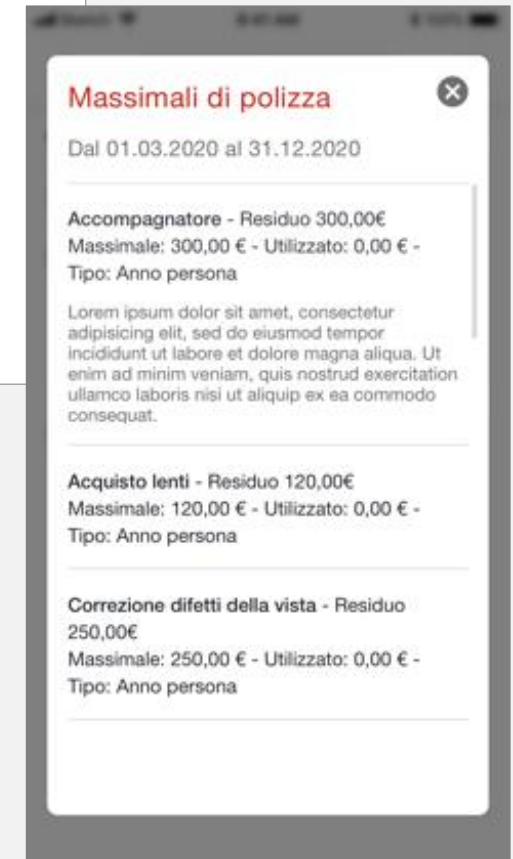 Massimali di polizza
Dal 01.03.2020 al 31.12.2020
Accompagnatore - Residuo 300,00€
Massimale: 300,00 € - Utilizzato: 0,00 € -
Tipo: Anno persona
Lorem ipsum dolor sit amet, consectetur
adipisicing elit, sed do eiusmod tempor
incididunt ut labore et dolore magna aliqua. Ut
enim ad minim veniam, quis nostrud exercitation
ullamco laboris nisi ut aliquip ex ea commodo
consequat.
Acquisto lenti - Residuo 120,00€
Massimale: 120,00 € - Utilizzato: 0,00 € -
Tipo: Anno persona
Correzione difetti della vista - Residuo
250,00€
Massimale: 250,00 € - Utilizzato: 0,00 € -
Tipo: Anno persona